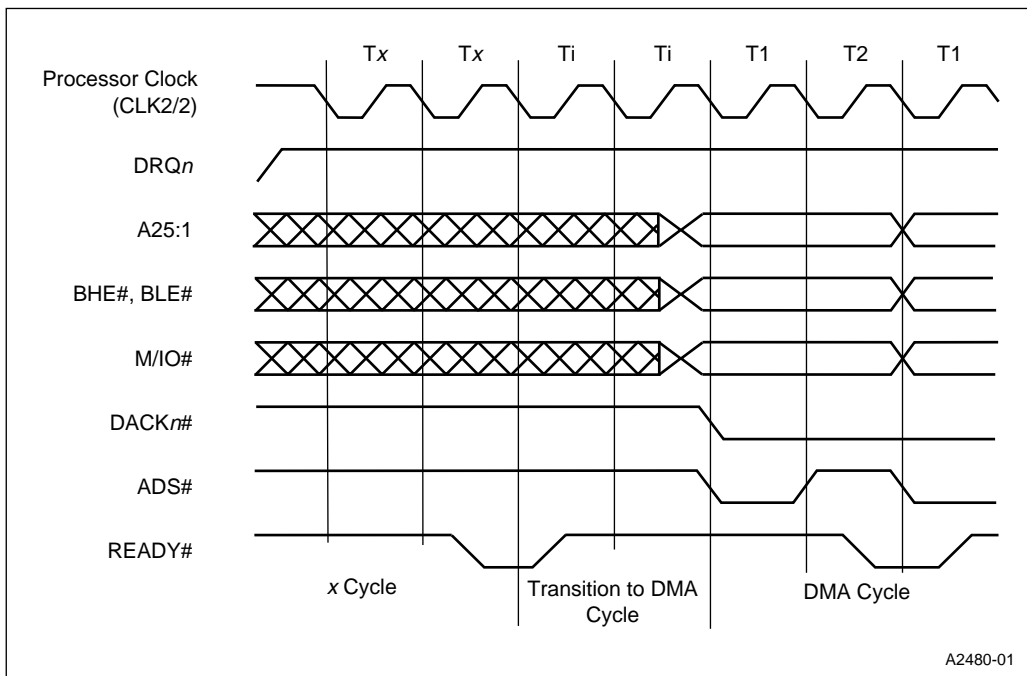 Tx Tx Ti Ti T1 T2 T1
Processor Clock
(CLK2/2)
DRQn
A25:1
BHE#, BLE#
M/IO#
DACKn#
ADS#
READY#
x Cycle
Transition to DMA
Cycle
DMA Cycle
A2480-01